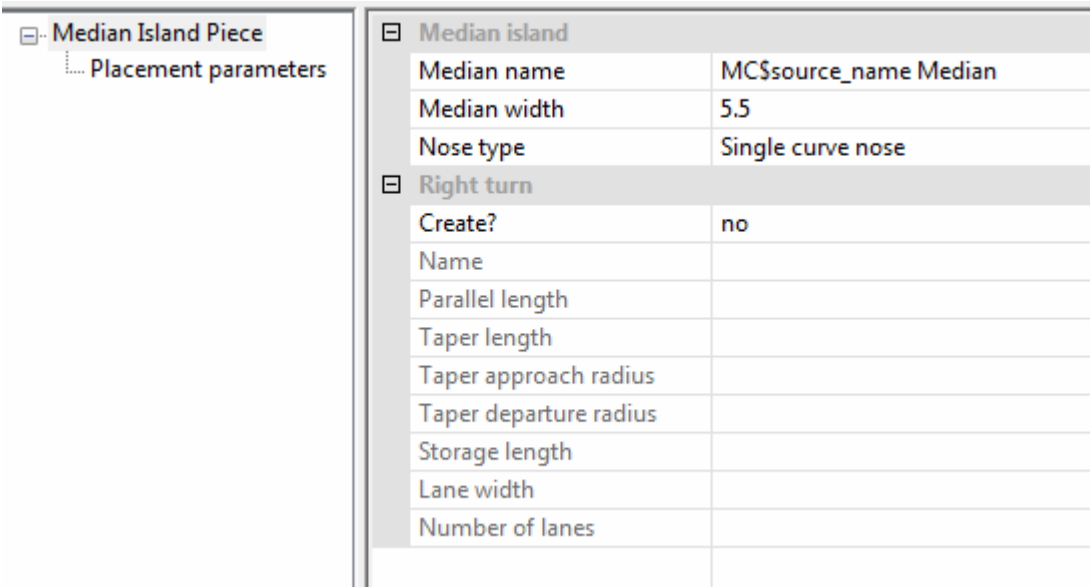 Median Island Piece
Placement parameters
Median island
Median name MC$source_name Median
Median width 5.5
Nose type Single curve nose
Right turn
Create? no
Name
Parallel length
Taper length
Taper approach radius
Taper departure radius
Storage length
Lane width
Number of lanes